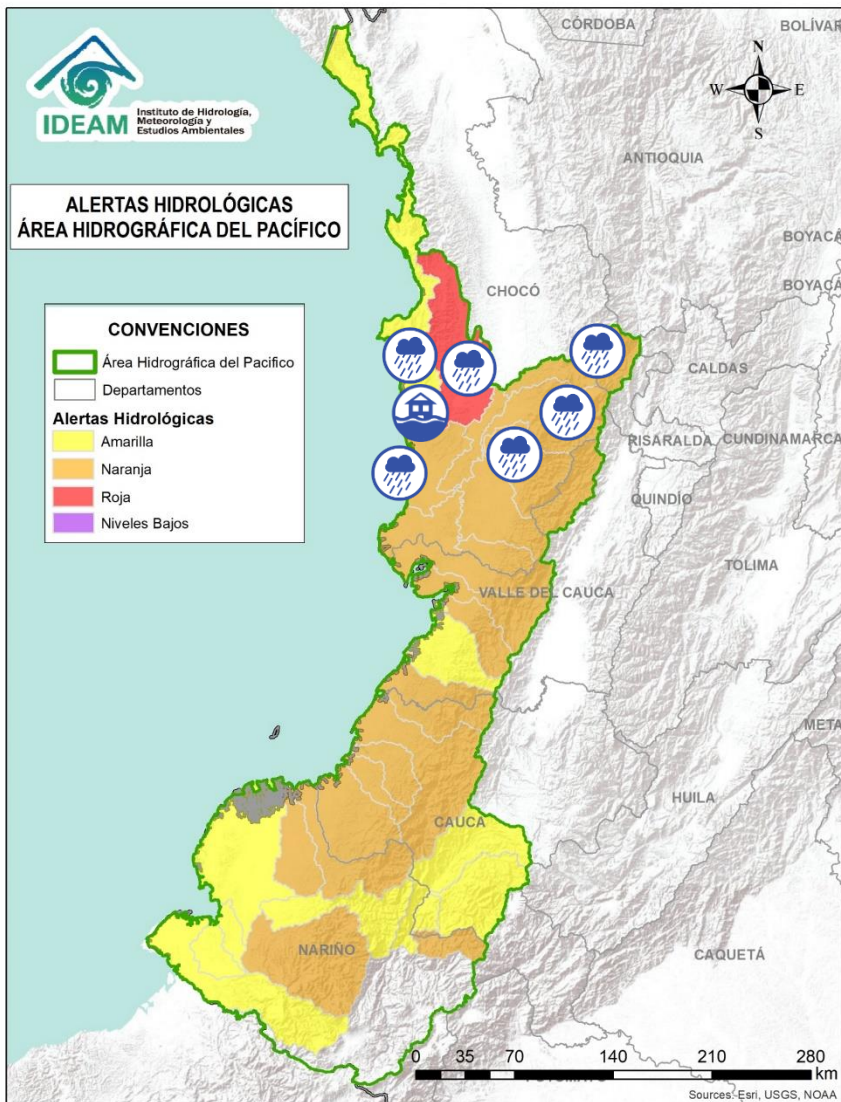 CÓRDOBA
BOLÍVAR
IDEAM
Instituto de Hidrología,
Meteorología y
Estudios Ambientales
N
W E
S
ANTIOQUIA
ALERTAS HIDROLÓGICAS
ÁREA HIDROGRÁFICA DEL PACÍFICO
BOYACÁ
CHOCÓ
BOYACÁ
CONVENCIONES
Área Hidrográfica del Pacifico
Departamentos
Alertas Hidrológicas
Amarilla
Naranja
Roja
Niveles Bajos
CALDAS
RISARALDA
CUNDINAMARCA
QUINDÍO
TOLIMA
VALLE DEL CAUCA
META
HUILA
CAUCA
NARIÑO
CAQUETÁ
0 35 70 140 210 280
km
Sources: Esri, USGS, NOAA